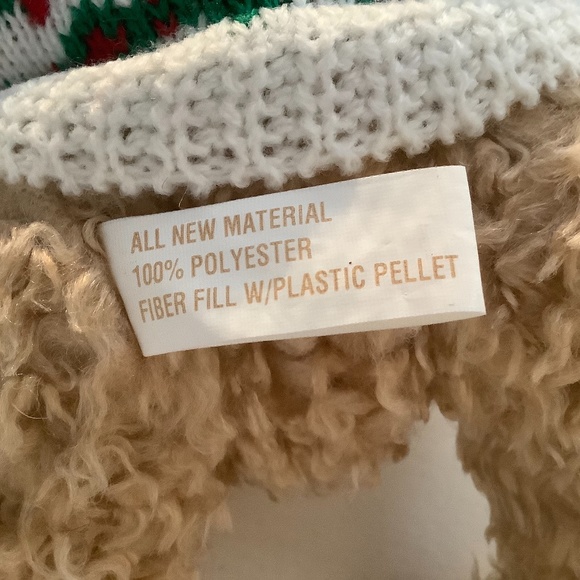 ALL NEW MATERIAL
100% POLYESTER
FIBER FILL W/PLASTIC PELLET